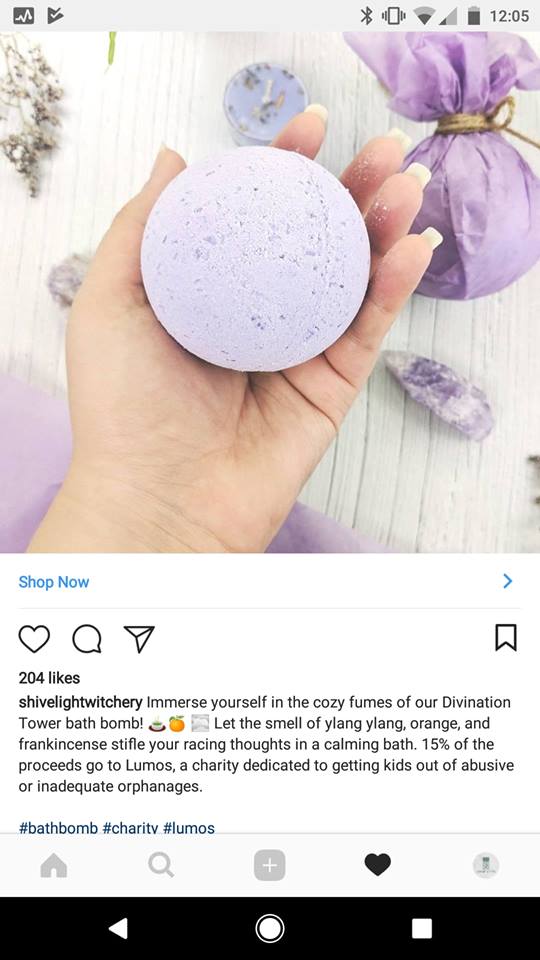 12:05
Shop Now
204 likes
shivelightwitchery Immerse yourself in the cozy fumes of our Divination
Tower bath bomb! 🍵🍊 🌫️ Let the smell of ylang ylang, orange, and
frankincense stifle your racing thoughts in a calming bath. 15% of the
proceeds go to Lumos, a charity dedicated to getting kids out of abusive
or inadequate orphanages.
#bathbomb #charity #lumos